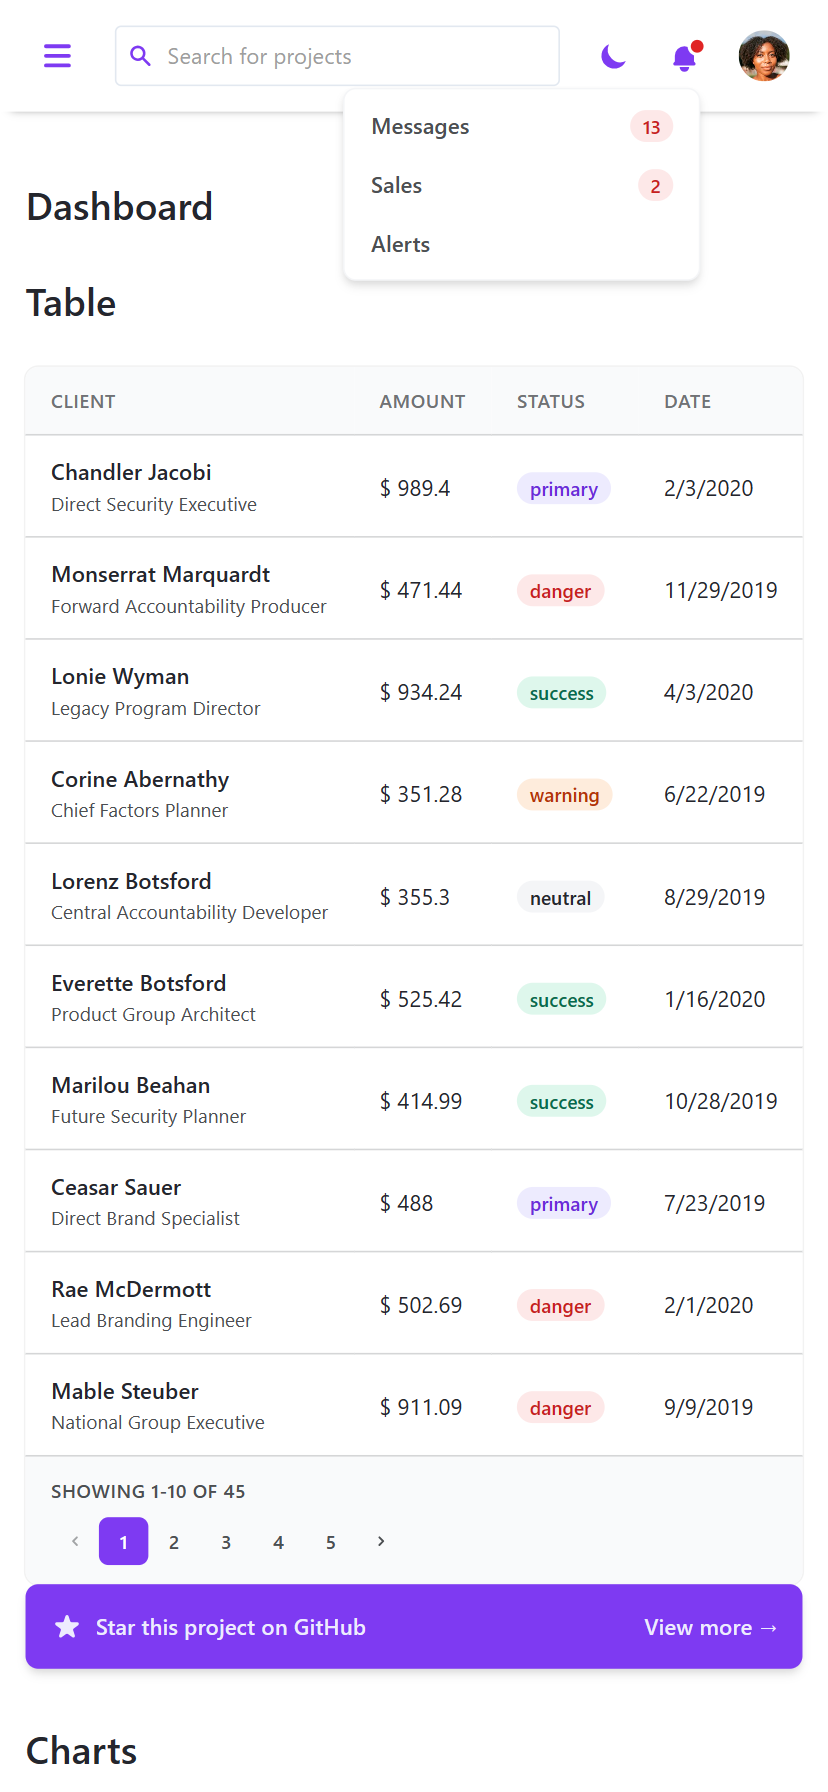 Search for projects
Messages 13
Sales 2
Alerts
Dashboard
Table
CLIENT AMOUNT STATUS DATE
Chandler Jacobi
Direct Security Executive
$ 989.4 primary 2/3/2020
Monserrat Marquardt
Forward Accountability Producer
$ 471.44 danger 11/29/2019
Lonie Wyman
Legacy Program Director
$ 934.24 success 4/3/2020
Corine Abernathy
Chief Factors Planner
$ 351.28 warning 6/22/2019
Lorenz Botsford
Central Accountability Developer
$ 355.3 neutral 8/29/2019
Everette Botsford
Product Group Architect
$ 525.42 success 1/16/2020
Marilou Beahan
Future Security Planner
$ 414.99 success 10/28/2019
Ceasar Sauer
Direct Brand Specialist
$ 488 primary 7/23/2019
Rae McDermott
Lead Branding Engineer
$ 502.69 danger 2/1/2020
Mable Steuber
National Group Executive
$ 911.09 danger 9/9/2019
SHOWING 1-10 OF 45
1 2 3 4 5
Star this project on GitHub View more →
Charts